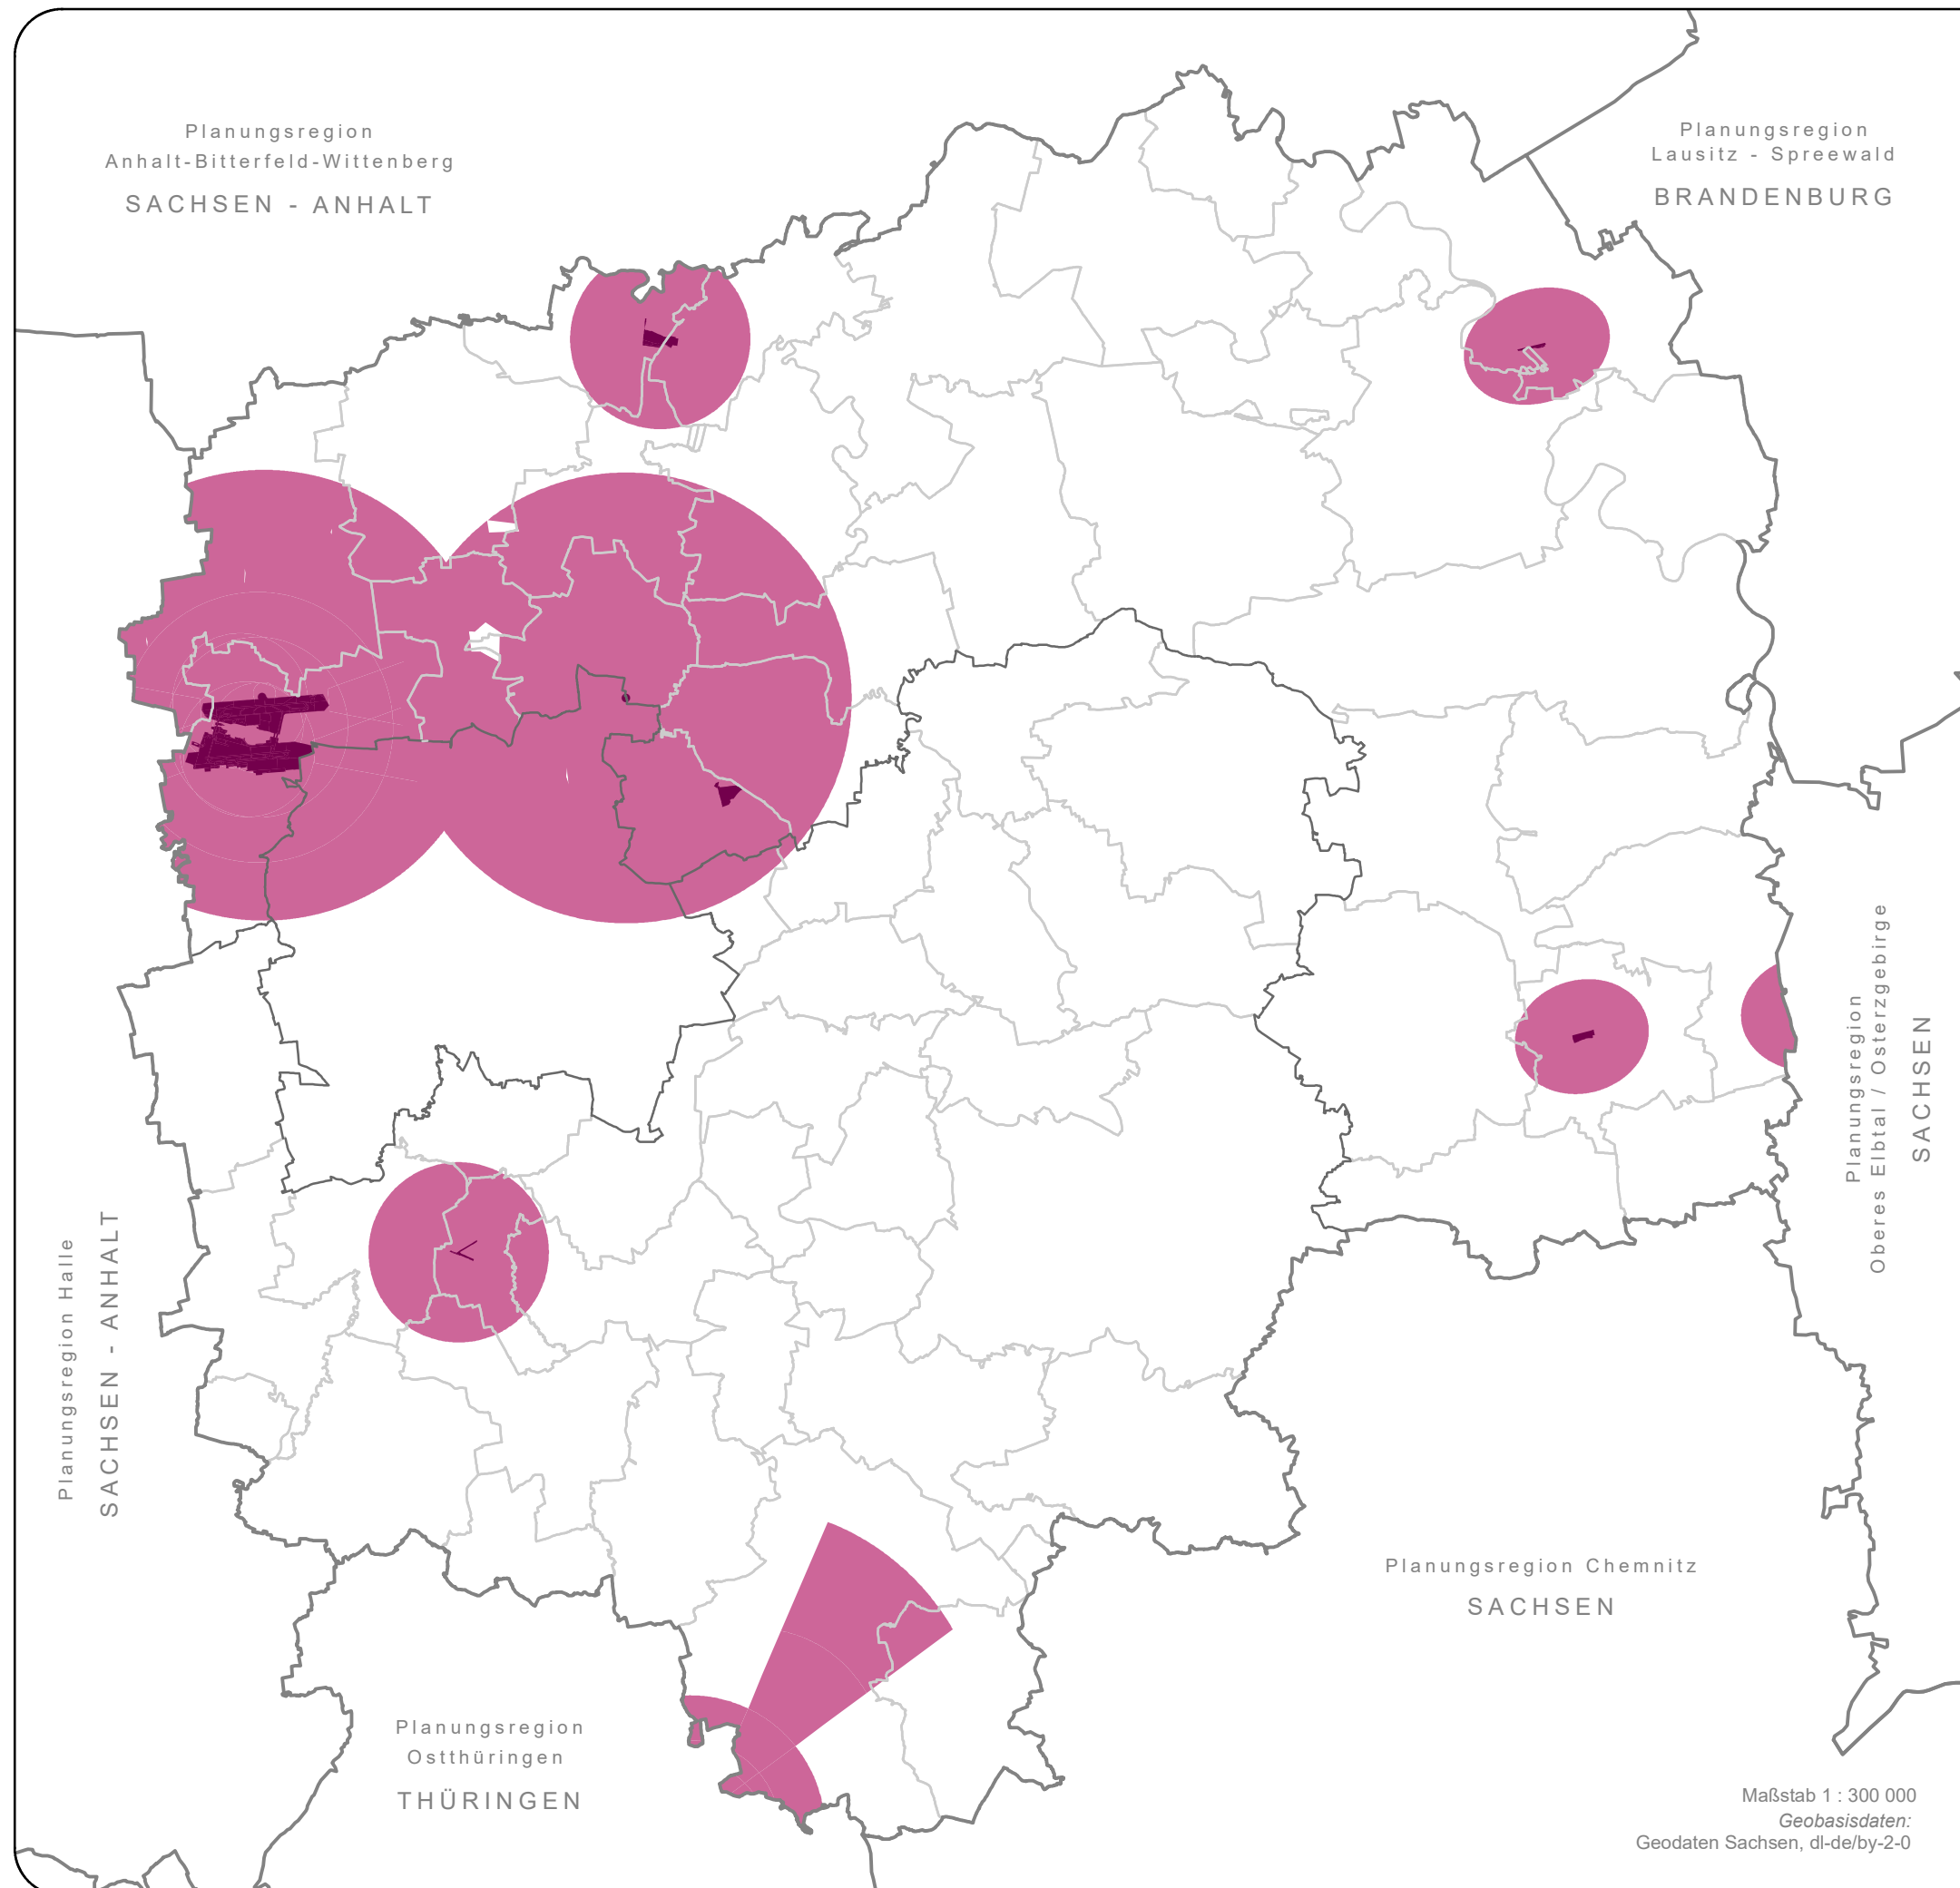 Planungsregion
Anhalt-Bitterfeld-Wittenberg
SACHSEN - ANHALT
Planungsregion
Lausitz - Spreewald
BRANDENBURG
Planungsregion
Oberes Elbtal / Osterzgebirge
SACHSEN
Planungsregion Halle
SACHSEN - ANHALT
Planungsregion Chemnitz
SACHSEN
Planungsregion
Ostthüringen
THÜRINGEN
Maßstab 1 : 300 000
Geobasisdaten:
Geodaten Sachsen, dl-de/by-2-0